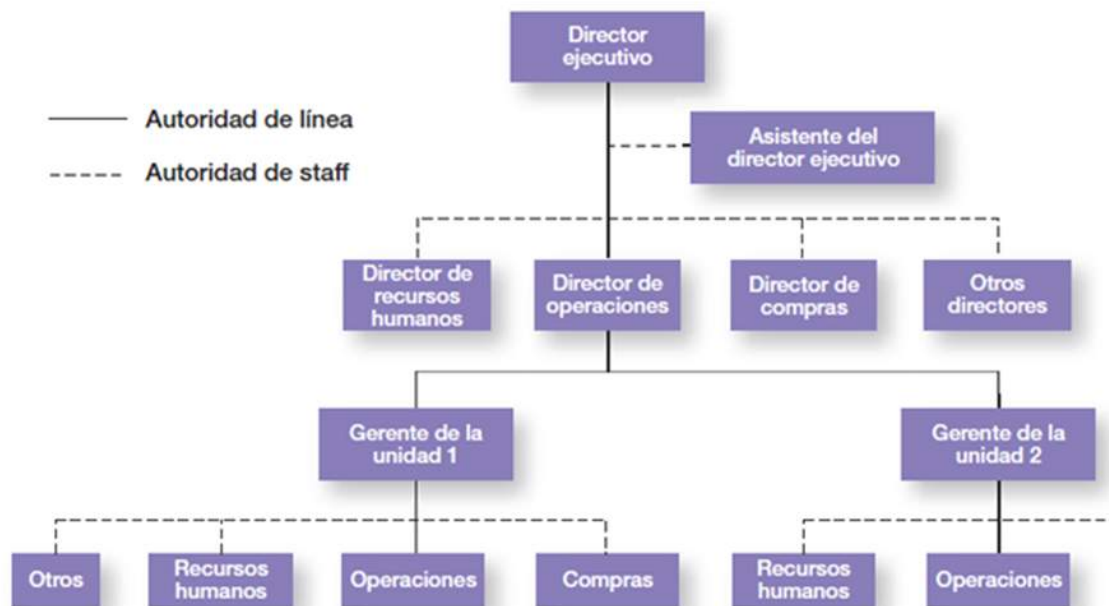 Director
ejecutivo
Autoridad de línea
Asistente del
director ejecutivo
Autoridad de staff
Director de
recursos
humanos
Director de
operaciones
Director de
compras
Otros
directores
Gerente de la
unidad 1
Gerente de la
unidad 2
Otros
Recursos
humanos
Operaciones
Compras
Recursos
humanos
Operaciones